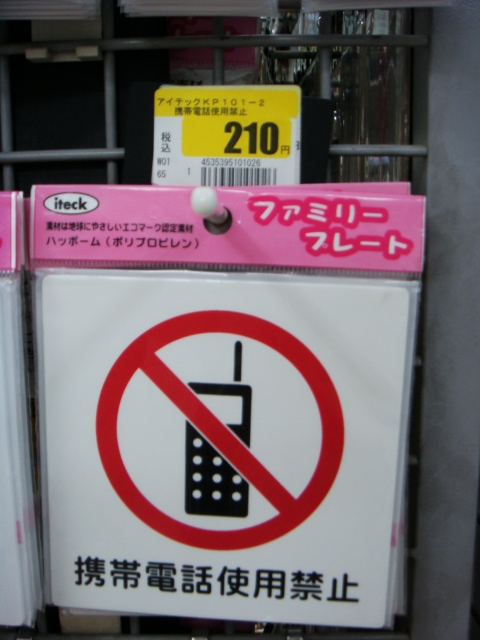 アイテックKP101-2
携帯電話使用禁止
税込
210円
W01
4535395101026
65
1
iteck
素材は地球にやさしいエコマーク認定素材
ハッポーム（ポリプロピレン）
ファミリー
プレート
携帯電話使用禁止